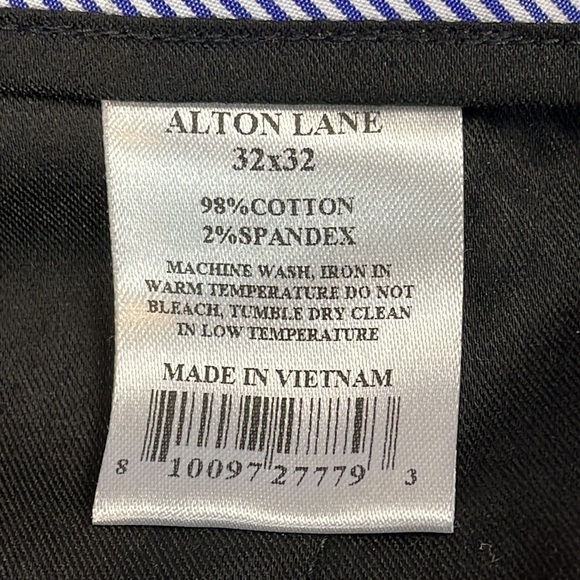 ALTON LANE
32x32
98%COTTON
2%SPANDEX
MACHINE WASH, IRON IN
WARM TEMPERATURE DO NOT
BLEACH, TUMBLE DRY CLEAN
IN LOW TEMPERATURE
MADE IN VIETNAM
8 10097 27779 3